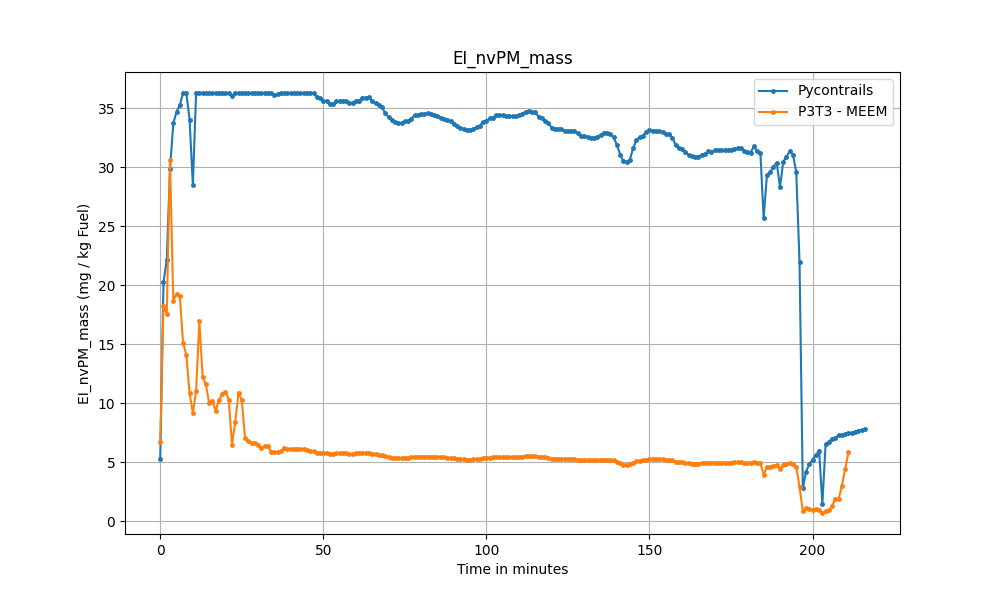 EI_nvPM_mass
Pycontrails
P3T3 - MEEM
EI_nvPM_mass (mg / kg Fuel)
35
30
25
20
15
10
5
0
0 50 100 150 200
Time in minutes